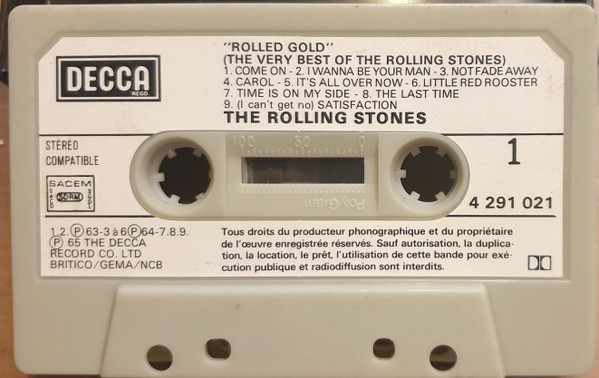 DECCA
REGD.
"ROLLED GOLD"
(THE VERY BEST OF THE ROLLING STONES)
1. COME ON - 2. I WANNA BE YOUR MAN - 3. NOT FADE AWAY
4. CAROL - 5. IT'S ALL OVER NOW - 6. LITTLE RED ROOSTER
7. TIME IS ON MY SIDE - 8. THE LAST TIME
9. (I can't get no) SATISFACTION
THE ROLLING STONES
STÉRÉO
COMPATIBLE
100 50 0
1
SACEM
SDRM
PolyGram
4 291 021
1.2. Ⓟ 63-3 à 6 Ⓟ 64-7.8.9.
Ⓟ 65 THE DECCA
RECORD CO. LTD
BRITICO/GEMA/NCB
Tous droits du producteur phonographique et du propriétaire
de l'œuvre enregistrée réservés. Sauf autorisation, la duplica-
tion, la location, le prêt, l'utilisation de cette bande pour exé-
cution publique et radiodiffusion sont interdits.